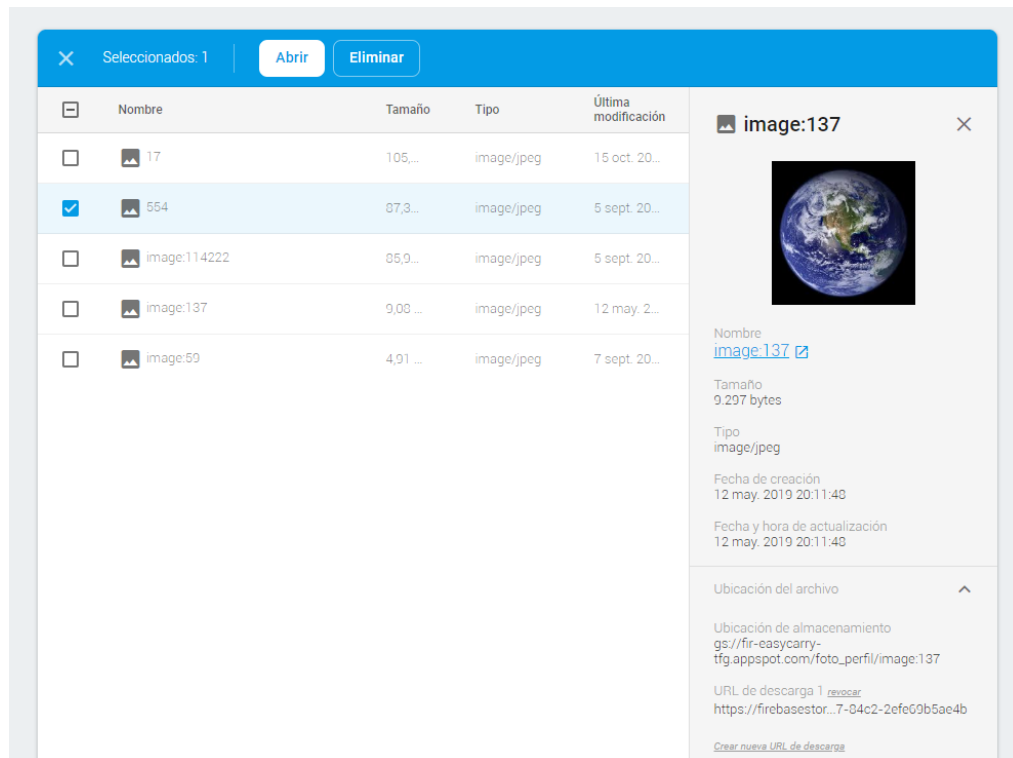 Seleccionados: 1
Abrir
Eliminar
Nombre
Tamaño
Tipo
Última
modificación
17
105,...
image/jpeg
15 oct. 20...
554
87,3...
image/jpeg
5 sept. 20...
image:114222
85,9...
image/jpeg
5 sept. 20...
image:137
9,08 ...
image/jpeg
12 may. 2...
image:59
4,91 ...
image/jpeg
7 sept. 20...
image:137
Nombre
image:137
Tamaño
9.297 bytes
Tipo
image/jpeg
Fecha de creación
12 may. 2019 20:11:48
Fecha y hora de actualización
12 may. 2019 20:11:48
Ubicación del archivo
Ubicación de almacenamiento
gs://fir-easycarry-
tfg.appspot.com/foto_perfil/image:137
URL de descarga 1 revocar
https://firebasestor...7-84c2-2efe69b5ae4b
Crear nueva URL de descarga